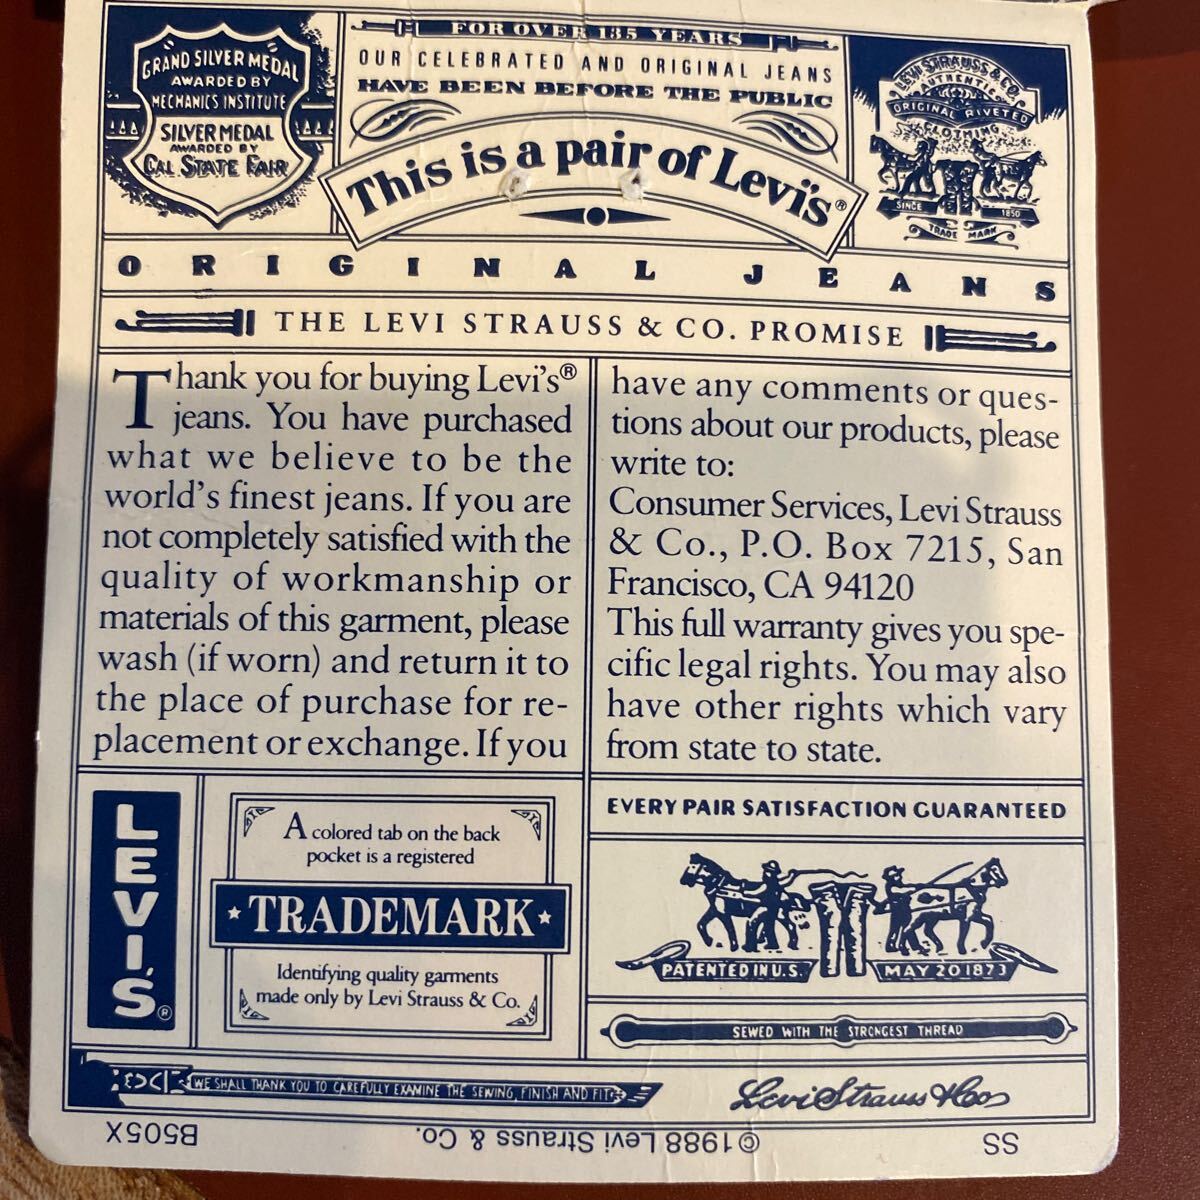 GRAND SILVER MEDAL
AWARDED BY
MECHANICS INSTITUTE
SILVER MEDAL
AWARDED BY
CAL STATE FAIR
FOR OVER 135 YEARS
OUR CELEBRATED AND ORIGINAL JEANS
HAVE BEEN BEFORE THE PUBLIC
This is a pair of Levi's®
LEVI STRAUSS & CO.
AUTHENTIC
ORIGINAL RIVETED
CLOTHING
SINCE 1850
TRADE MARK
ORIGINAL JEANS
THE LEVI STRAUSS & CO. PROMISE
Thank you for buying Levi's®
jeans. You have purchased
what we believe to be the
world's finest jeans. If you are
not completely satisfied with the
quality of workmanship or
materials of this garment, please
wash (if worn) and return it to
the place of purchase for re-
placement or exchange. If you
have any comments or ques-
tions about our products, please
write to:
Consumer Services, Levi Strauss
& Co., P.O. Box 7215, San
Francisco, CA 94120
This full warranty gives you spe-
cific legal rights. You may also
have other rights which vary
from state to state.
LEVI'S®
A colored tab on the back
pocket is a registered
TRADEMARK
Identifying quality garments
made only by Levi Strauss & Co.
EVERY PAIR SATISFACTION GUARANTEED
PATENTED IN U.S. MAY 20 1873
SEWED WITH THE STRONGEST THREAD
WE SHALL THANK YOU TO CAREFULLY EXAMINE THE SEWING, FINISH AND FIT
Levi Strauss & Co
SS ©1988 Levi Strauss & Co. B505X